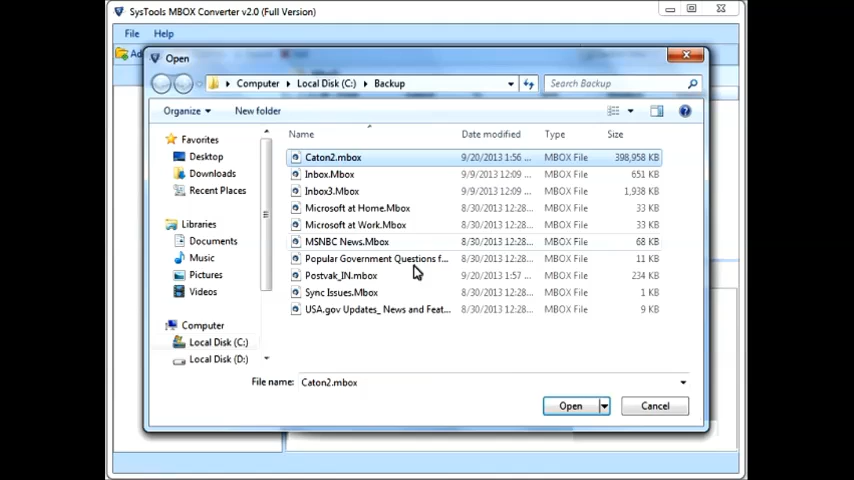 SysTools MBOX Converter v2.0 (Full Version)
File Help
Open
Computer Local Disk (C:) Backup Search Backup
Organize New folder
Name Date modified Type Size
Favorites
Desktop
Downloads
Recent Places
Libraries
Documents
Music
Pictures
Videos
Computer
Local Disk (C:)
Local Disk (D:)
Caton2.mbox 9/20/2013 1:56 ... MBOX File 398,958 KB
Inbox.Mbox 9/9/2013 12:09 ... MBOX File 651 KB
Inbox3.Mbox 9/9/2013 12:09 ... MBOX File 1,938 KB
Microsoft at Home.Mbox 8/30/2013 12:28... MBOX File 33 KB
Microsoft at Work.Mbox 8/30/2013 12:28... MBOX File 33 KB
MSNBC News.Mbox 8/30/2013 12:28... MBOX File 68 KB
Popular Government Questions f... 8/30/2013 12:28... MBOX File 11 KB
Postvak_IN.mbox 9/20/2013 1:57 ... MBOX File 234 KB
Sync Issues.Mbox 8/30/2013 12:28... MBOX File 1 KB
USA.gov Updates_ News and Feat... 8/30/2013 12:28... MBOX File 9 KB
File name: Caton2.mbox
Open Cancel